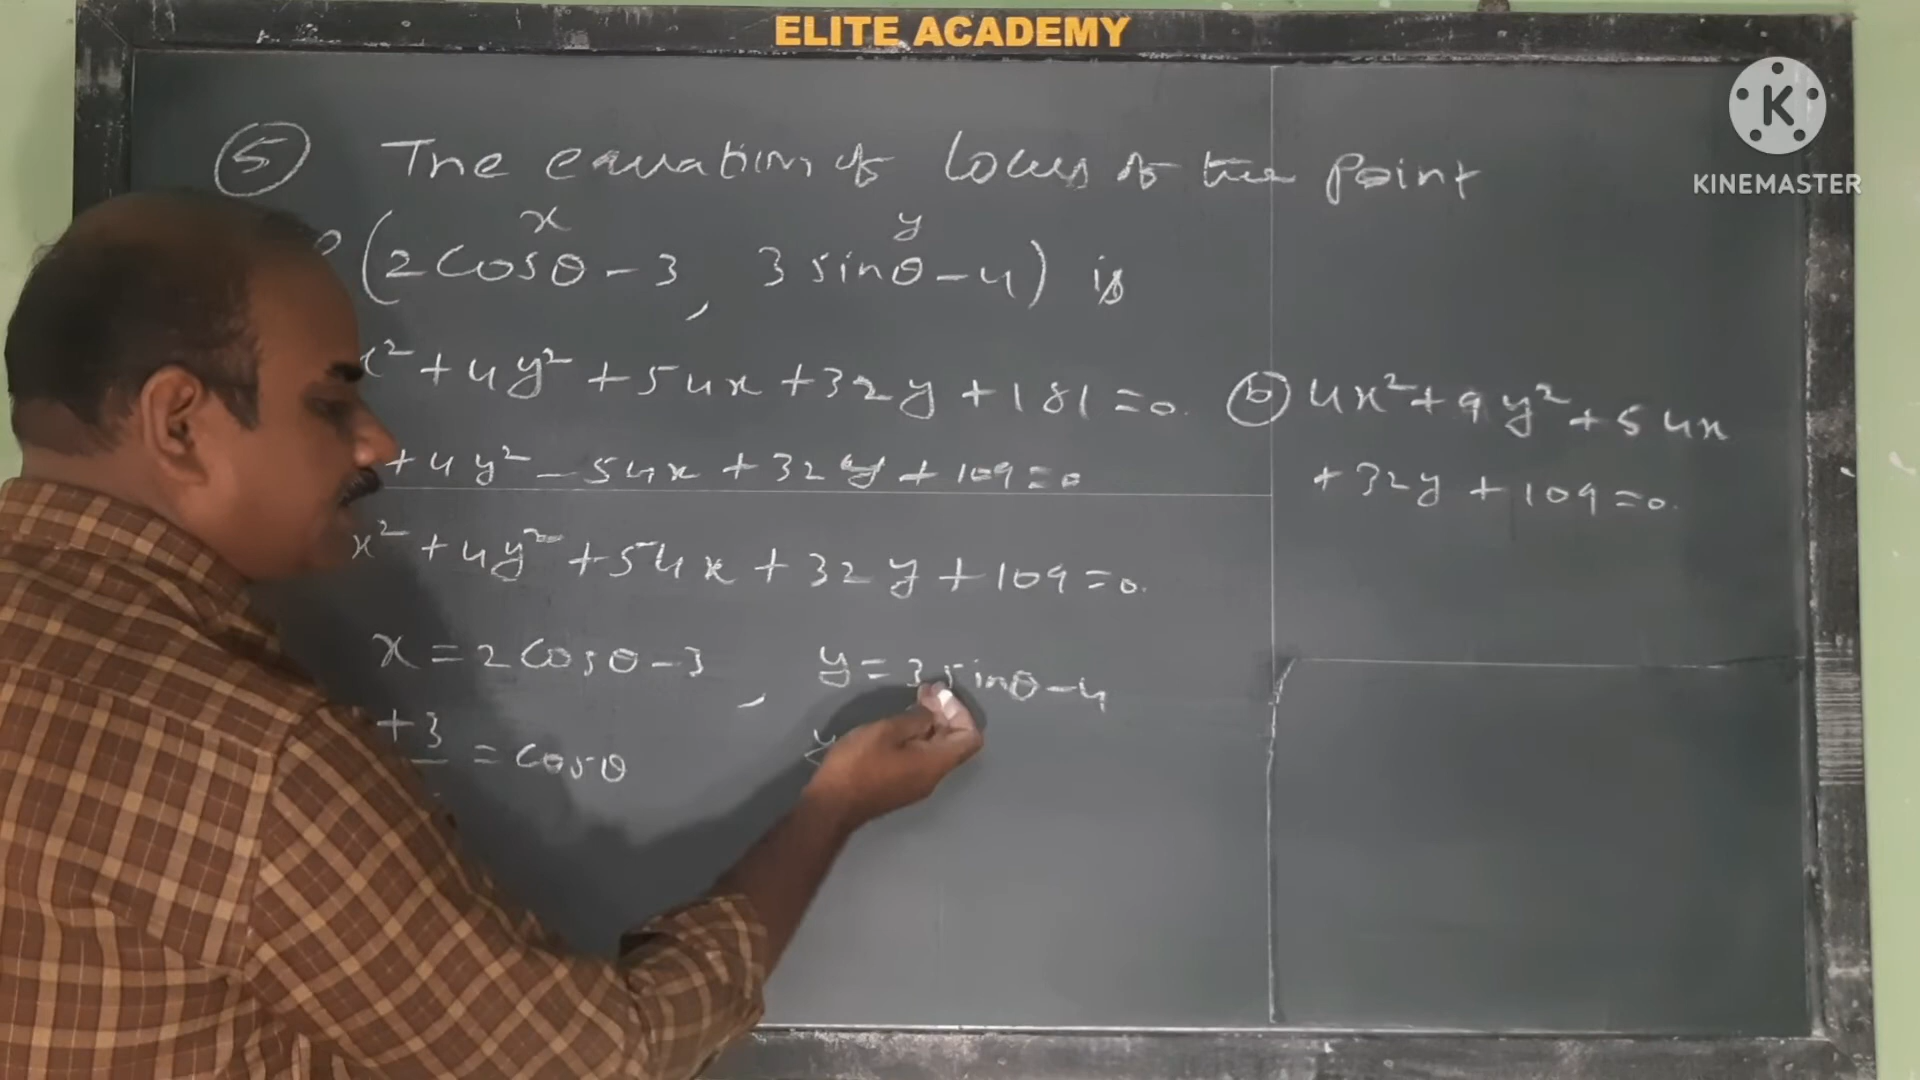 ELITE ACADEMY
K
KINEMASTER
5 The equation of locus of the point
x y
(2cosθ-3, 3sinθ-4) is
x² + 4y² + 54x + 32y + 181 = 0.
+ 4y² - 54x + 32y + 109 = 0
x² + 4y² + 54x + 32y + 109 = 0.
b 4x² + 9y² + 54x
+ 32y + 109 = 0.
x = 2cosθ-3, y = 3sinθ-4
+3 = cosθ